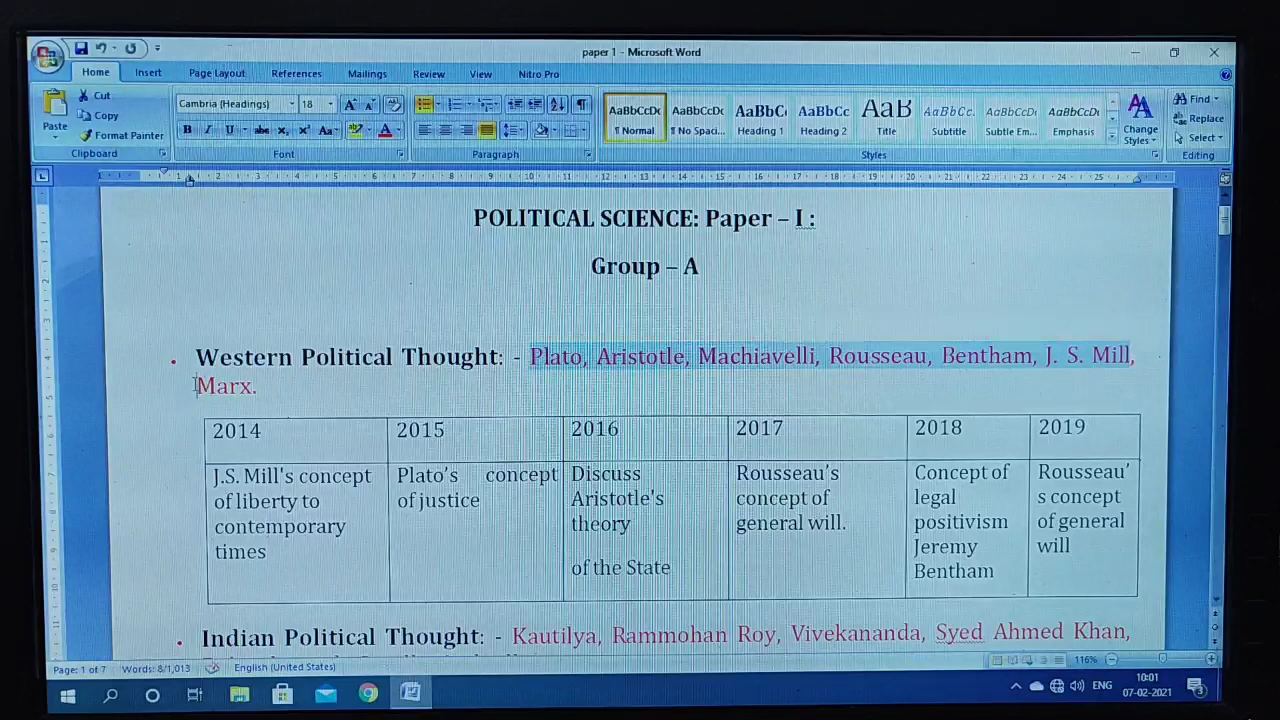 paper 1 - Microsoft Word
Home Insert Page Layout References Mailings Review View Nitro Pro
Paste
Cut
Copy
Format Painter
Clipboard
Cambria (Headings) 18
Font
Paragraph
AaBbCcDc AaBbCcDc AaBbC AaBbCc AaB AaBbCc. AaBbCcDc AaBbCcDc
¶ Normal ¶ No Spaci... Heading 1 Heading 2 Title Subtitle Subtle Em... Emphasis
Change Styles
Styles
Find
Replace
Select
Editing
POLITICAL SCIENCE: Paper – I :
Group – A
• Western Political Thought: - Plato, Aristotle, Machiavelli, Rousseau, Bentham, J. S. Mill,
Marx.
2014 2015 2016 2017 2018 2019
J.S. Mill's concept
of liberty to
contemporary
times
Plato’s concept
of justice
Discuss
Aristotle's
theory
of the State
Rousseau’s
concept of
general will.
Concept of
legal
positivism
Jeremy
Bentham
Rousseau’
s concept
of general
will
• Indian Political Thought: - Kautilya, Rammohan Roy, Vivekananda, Syed Ahmed Khan,
Page: 1 of 7 Words: 8/1,013 English (United States) 116%
ENG
10:01
07-02-2021
3